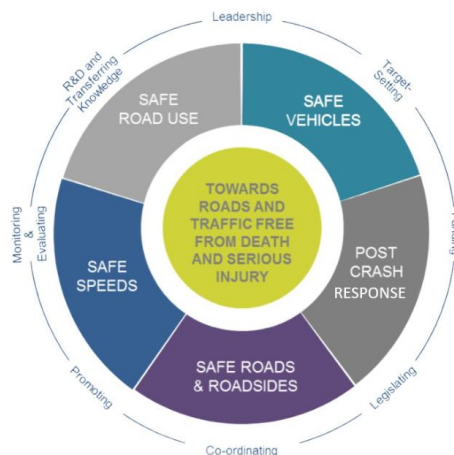 Leadership
Target-
Setting
Funding
Legislating
Co-ordinating
Promoting
Monitoring
&
Evaluating
R&D and
Transferring
Knowledge
SAFE
ROAD USE
SAFE
VEHICLES
POST
CRASH
RESPONSE
SAFE ROADS
& ROADSIDES
SAFE
SPEEDS
TOWARDS
ROADS AND
TRAFFIC FREE
FROM DEATH
AND SERIOUS
INJURY